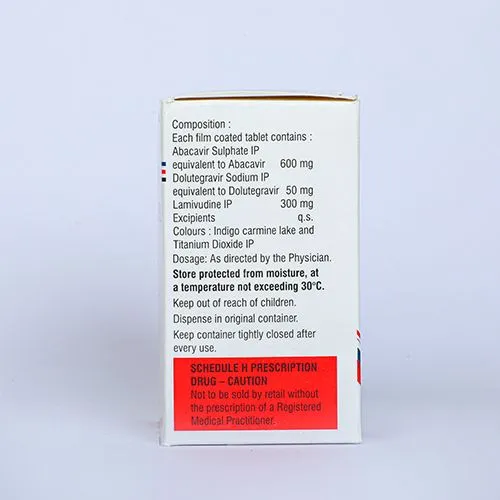 Composition :
Each film coated tablet contains :
Abacavir Sulphate IP
equivalent to Abacavir 600 mg
Dolutegravir Sodium IP
equivalent to Dolutegravir 50 mg
Lamivudine IP 300 mg
Excipients q.s.
Colours : Indigo carmine lake and
Titanium Dioxide IP
Dosage: As directed by the Physician.
Store protected from moisture, at
a temperature not exceeding 30°C.
Keep out of reach of children.
Dispense in original container.
Keep container tightly closed after
every use.
SCHEDULE H PRESCRIPTION
DRUG – CAUTION
Not to be sold by retail without
the prescription of a Registered
Medical Practitioner.